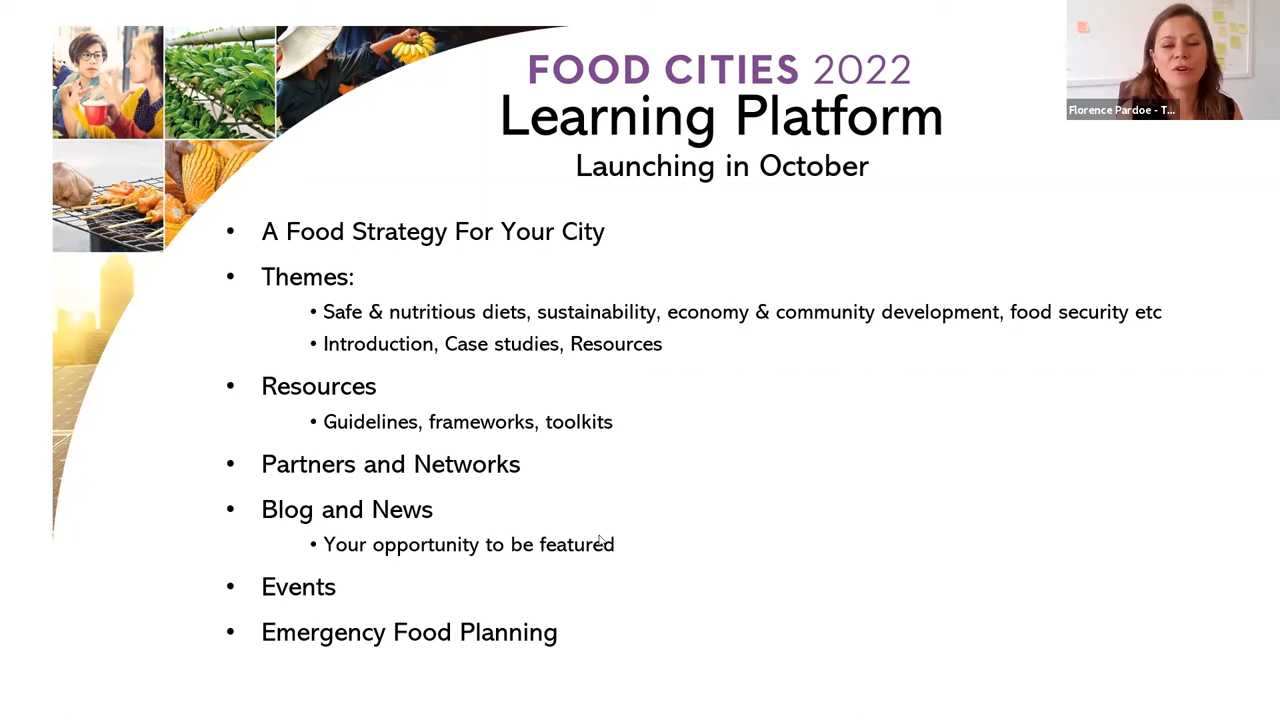 FOOD CITIES 2022
Learning Platform
Launching in October
Florence Pardoe - T...
• A Food Strategy For Your City
• Themes:
• Safe & nutritious diets, sustainability, economy & community development, food security etc
• Introduction, Case studies, Resources
• Resources
• Guidelines, frameworks, toolkits
• Partners and Networks
• Blog and News
• Your opportunity to be featured
• Events
• Emergency Food Planning